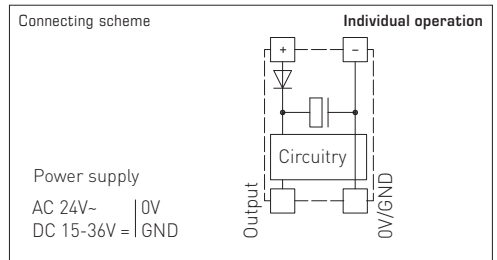 Connecting scheme
Individual operation
+ −
Circuitry
Output
0V/GND
Power supply
AC 24V~ 0V
DC 15-36V = GND